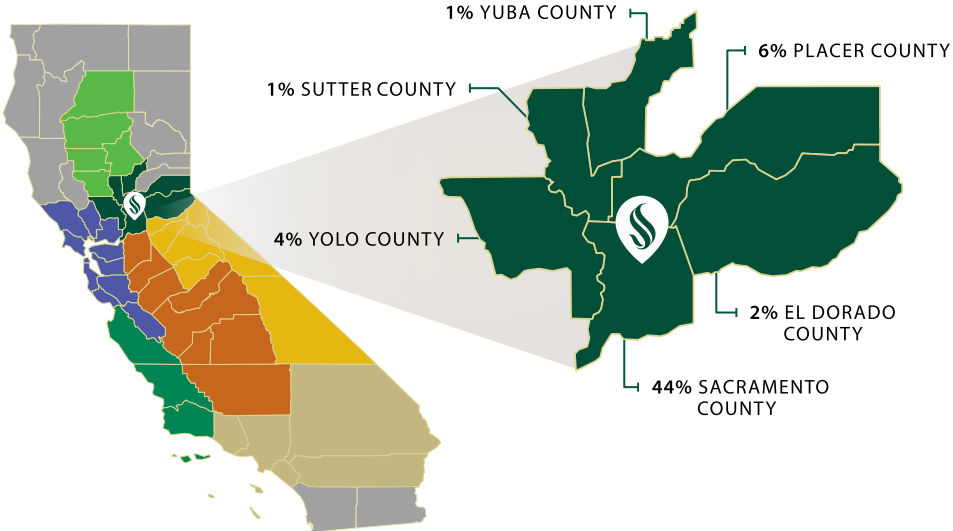 1% YUBA COUNTY
6% PLACER COUNTY
1% SUTTER COUNTY
4% YOLO COUNTY
2% EL DORADO
COUNTY
44% SACRAMENTO
COUNTY